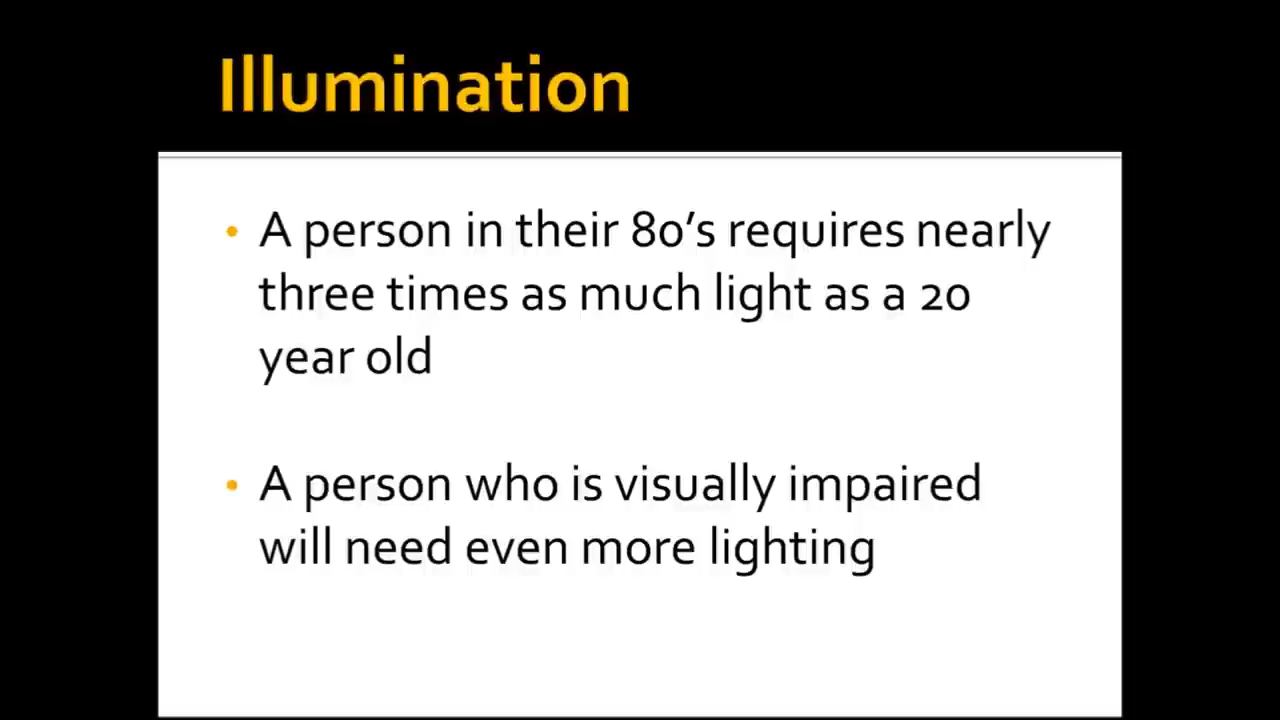 Illumination
• A person in their 80's requires nearly
three times as much light as a 20
year old
• A person who is visually impaired
will need even more lighting